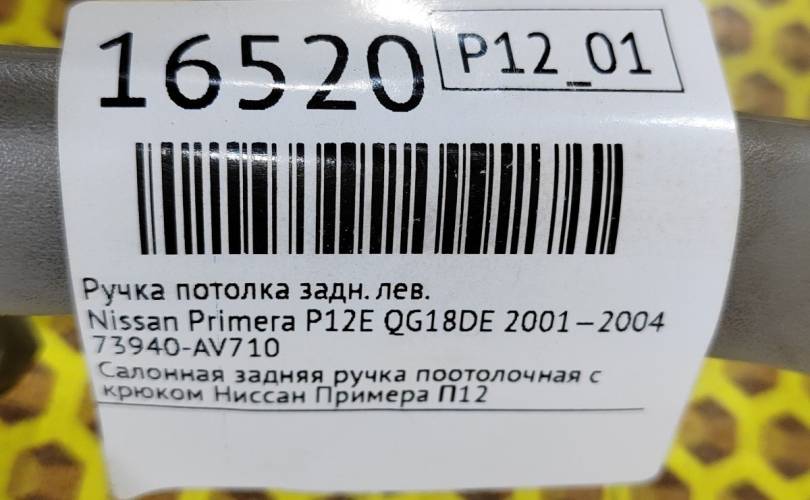 16520 P12_01
Ручка потолка задн. лев.
Nissan Primera P12E QG18DE 2001-2004
73940-AV710
Салонная задняя ручка поотолочная с
крюком Ниссан Примера П12